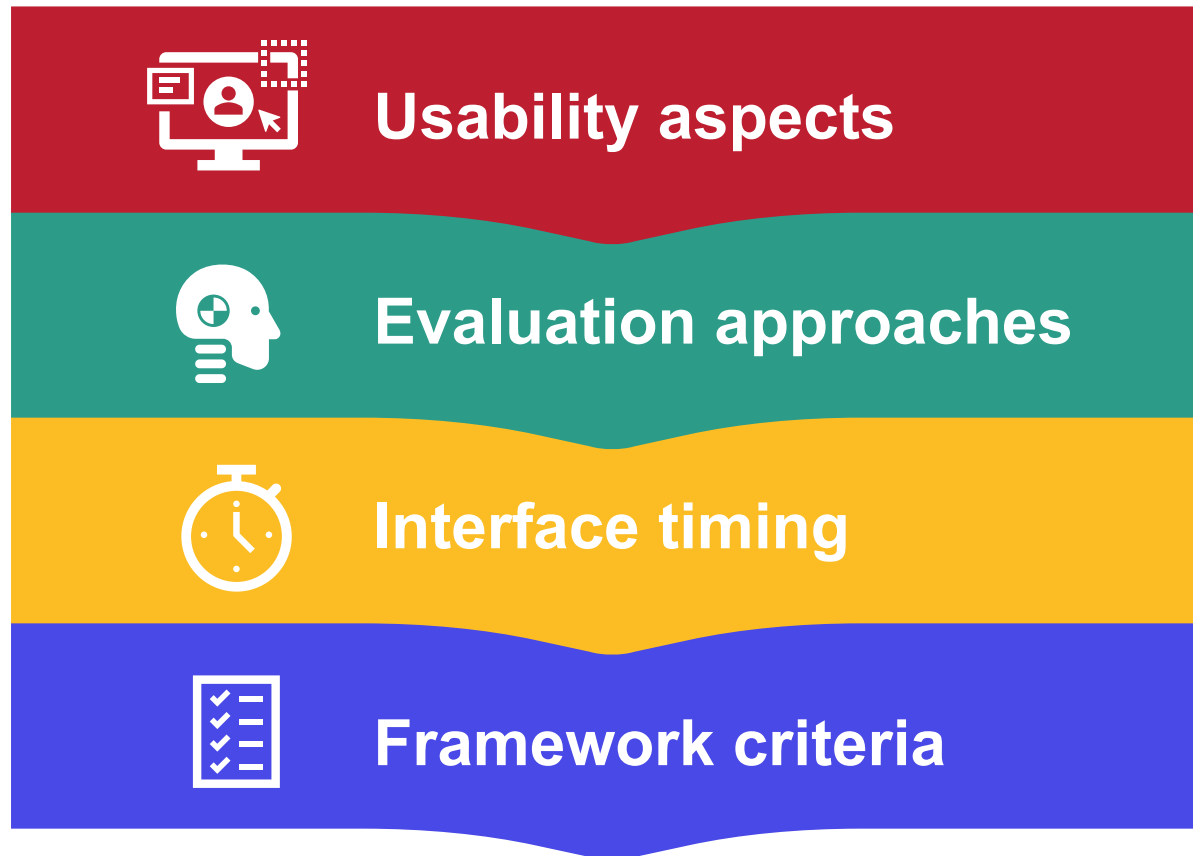 Usability aspects
Evaluation approaches
Interface timing
Framework criteria